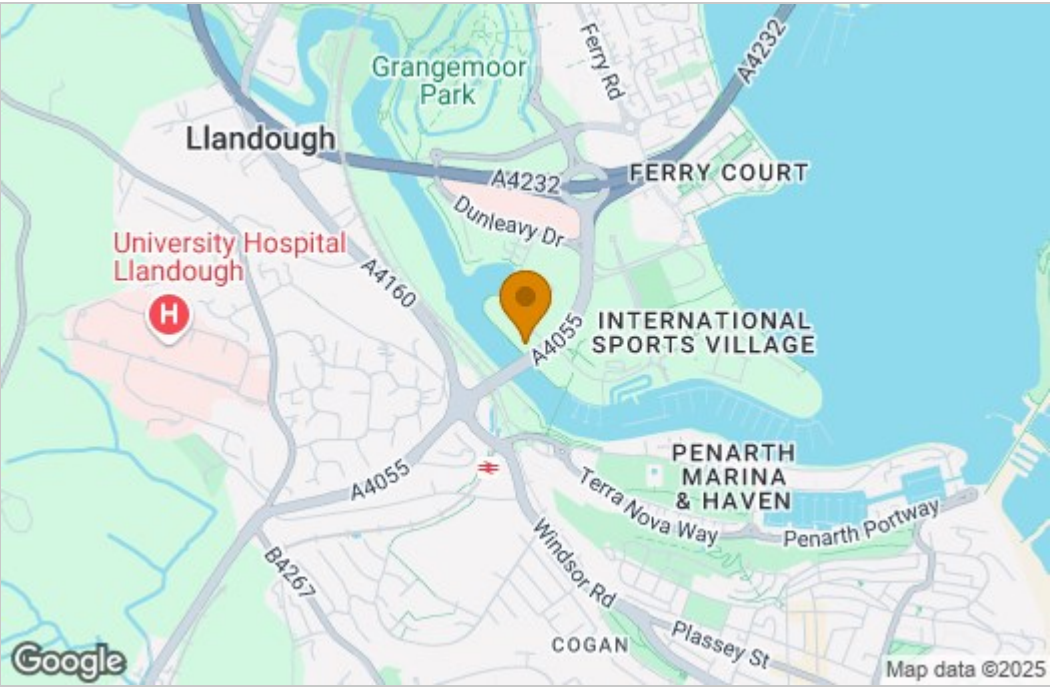 Ferry Rd
A4232
Grangemoor
Park
Llandough
A4232
FERRY COURT
Dunleavy Dr
University Hospital
Llandough
H
A4160
INTERNATIONAL
SPORTS VILLAGE
A4055
PENARTH
MARINA
& HAVEN
A4055
Terra Nova Way
Penarth Portway
B4267
Windsor Rd
COGAN
Plassey St
Google
Map data ©2025